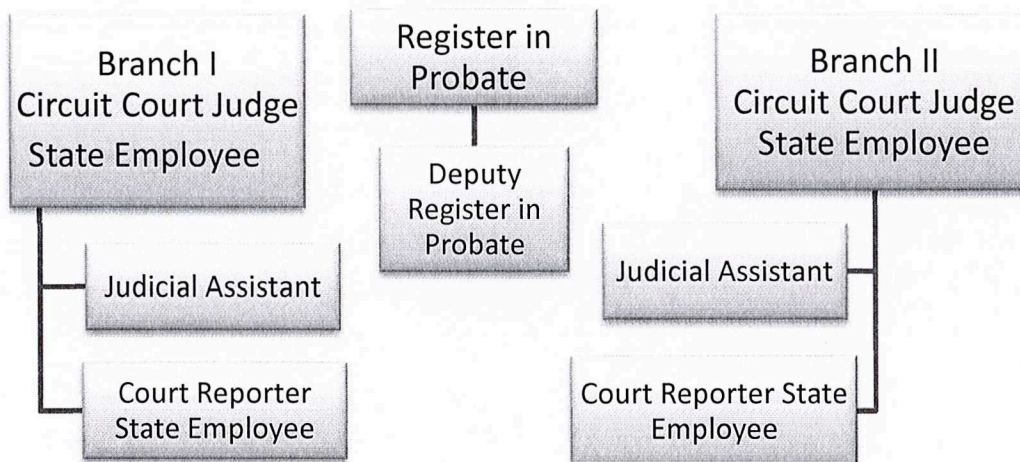 Branch I
Circuit Court Judge
State Employee
Judicial Assistant
Court Reporter
State Employee
Register in
Probate
Deputy
Register in
Probate
Branch II
Circuit Court Judge
State Employee
Judicial Assistant
Court Reporter State
Employee